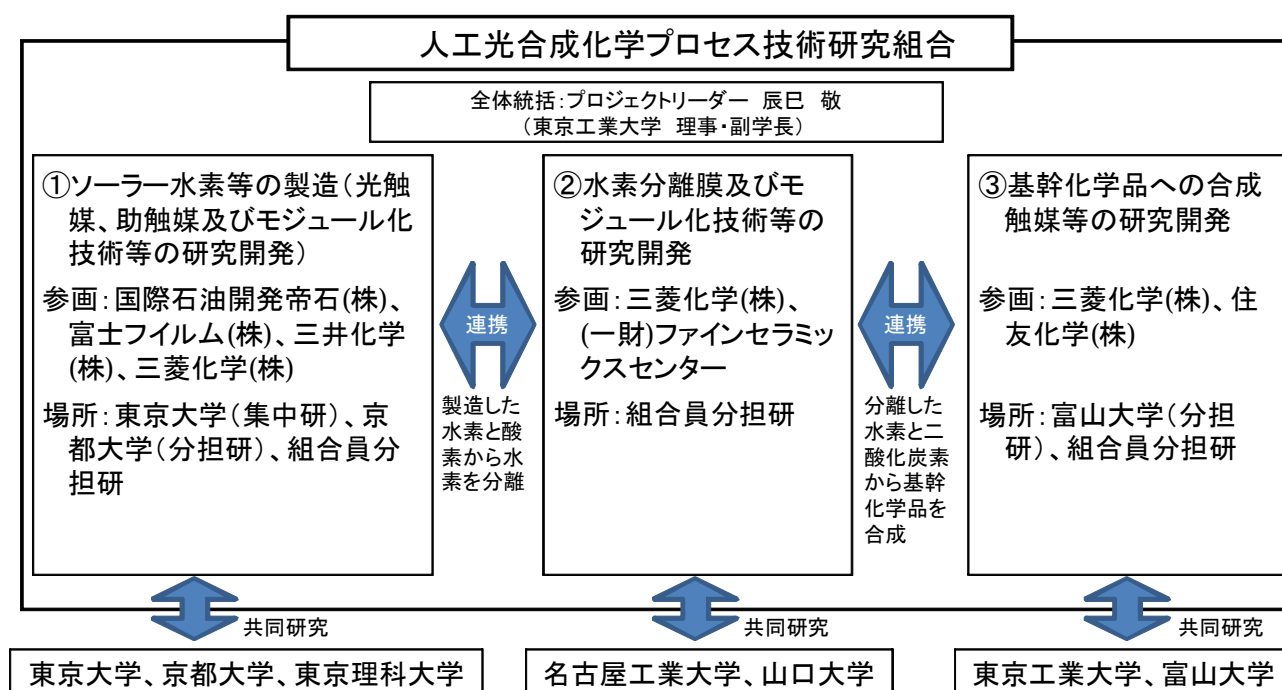 人工光合成化学プロセス技術研究組合
全体統括：プロジェクトリーダー 辰巳 敬
（東京工業大学 理事・副学長）
①ソーラー水素等の製造（光触
媒、助触媒及びモジュール化
技術等の研究開発）
参画：国際石油開発帝石(株)、
富士フイルム(株)、三井化学
(株)、三菱化学(株)
場所：東京大学（集中研）、京
都大学（分担研）、組合員分
担研
連携
製造した
水素と酸
素から水
素を分離
②水素分離膜及びモ
ジュール化技術等の
研究開発
参画：三菱化学(株)、
(一財)ファインセラミッ
クスセンター
場所：組合員分担研
連携
分離した
水素と二
酸化炭素
から基幹
化学品を
合成
③基幹化学品への合成
触媒等の研究開発
参画：三菱化学(株)、住
友化学(株)
場所：富山大学（分担
研）、組合員分担研
共同研究
共同研究
共同研究
東京大学、京都大学、東京理科大学
名古屋工業大学、山口大学
東京工業大学、富山大学